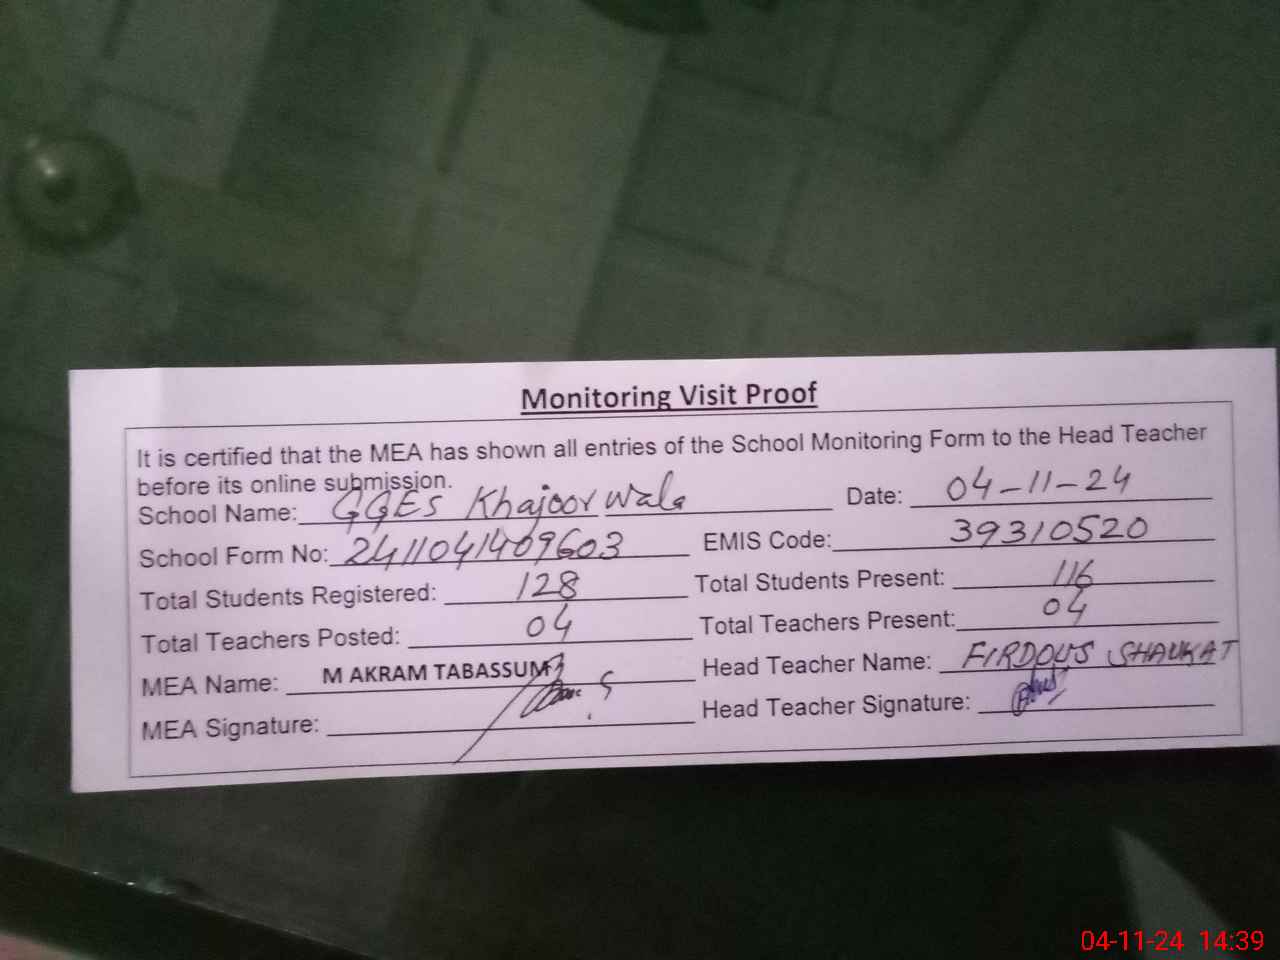 Monitoring Visit Proof
It is certified that the MEA has shown all entries of the School Monitoring Form to the Head Teacher
before its online submission.
School Name: GGES Khajoor wala Date: 04-11-24
School Form No: 2411041409603 EMIS Code: 39310520
Total Students Registered: 128 Total Students Present: 116
Total Teachers Posted: 04 Total Teachers Present: 04
MEA Name: M AKRAM TABASSUM Head Teacher Name: FIRDOUS SHAUKAT
MEA Signature: Head Teacher Signature:
04-11-24 14:39